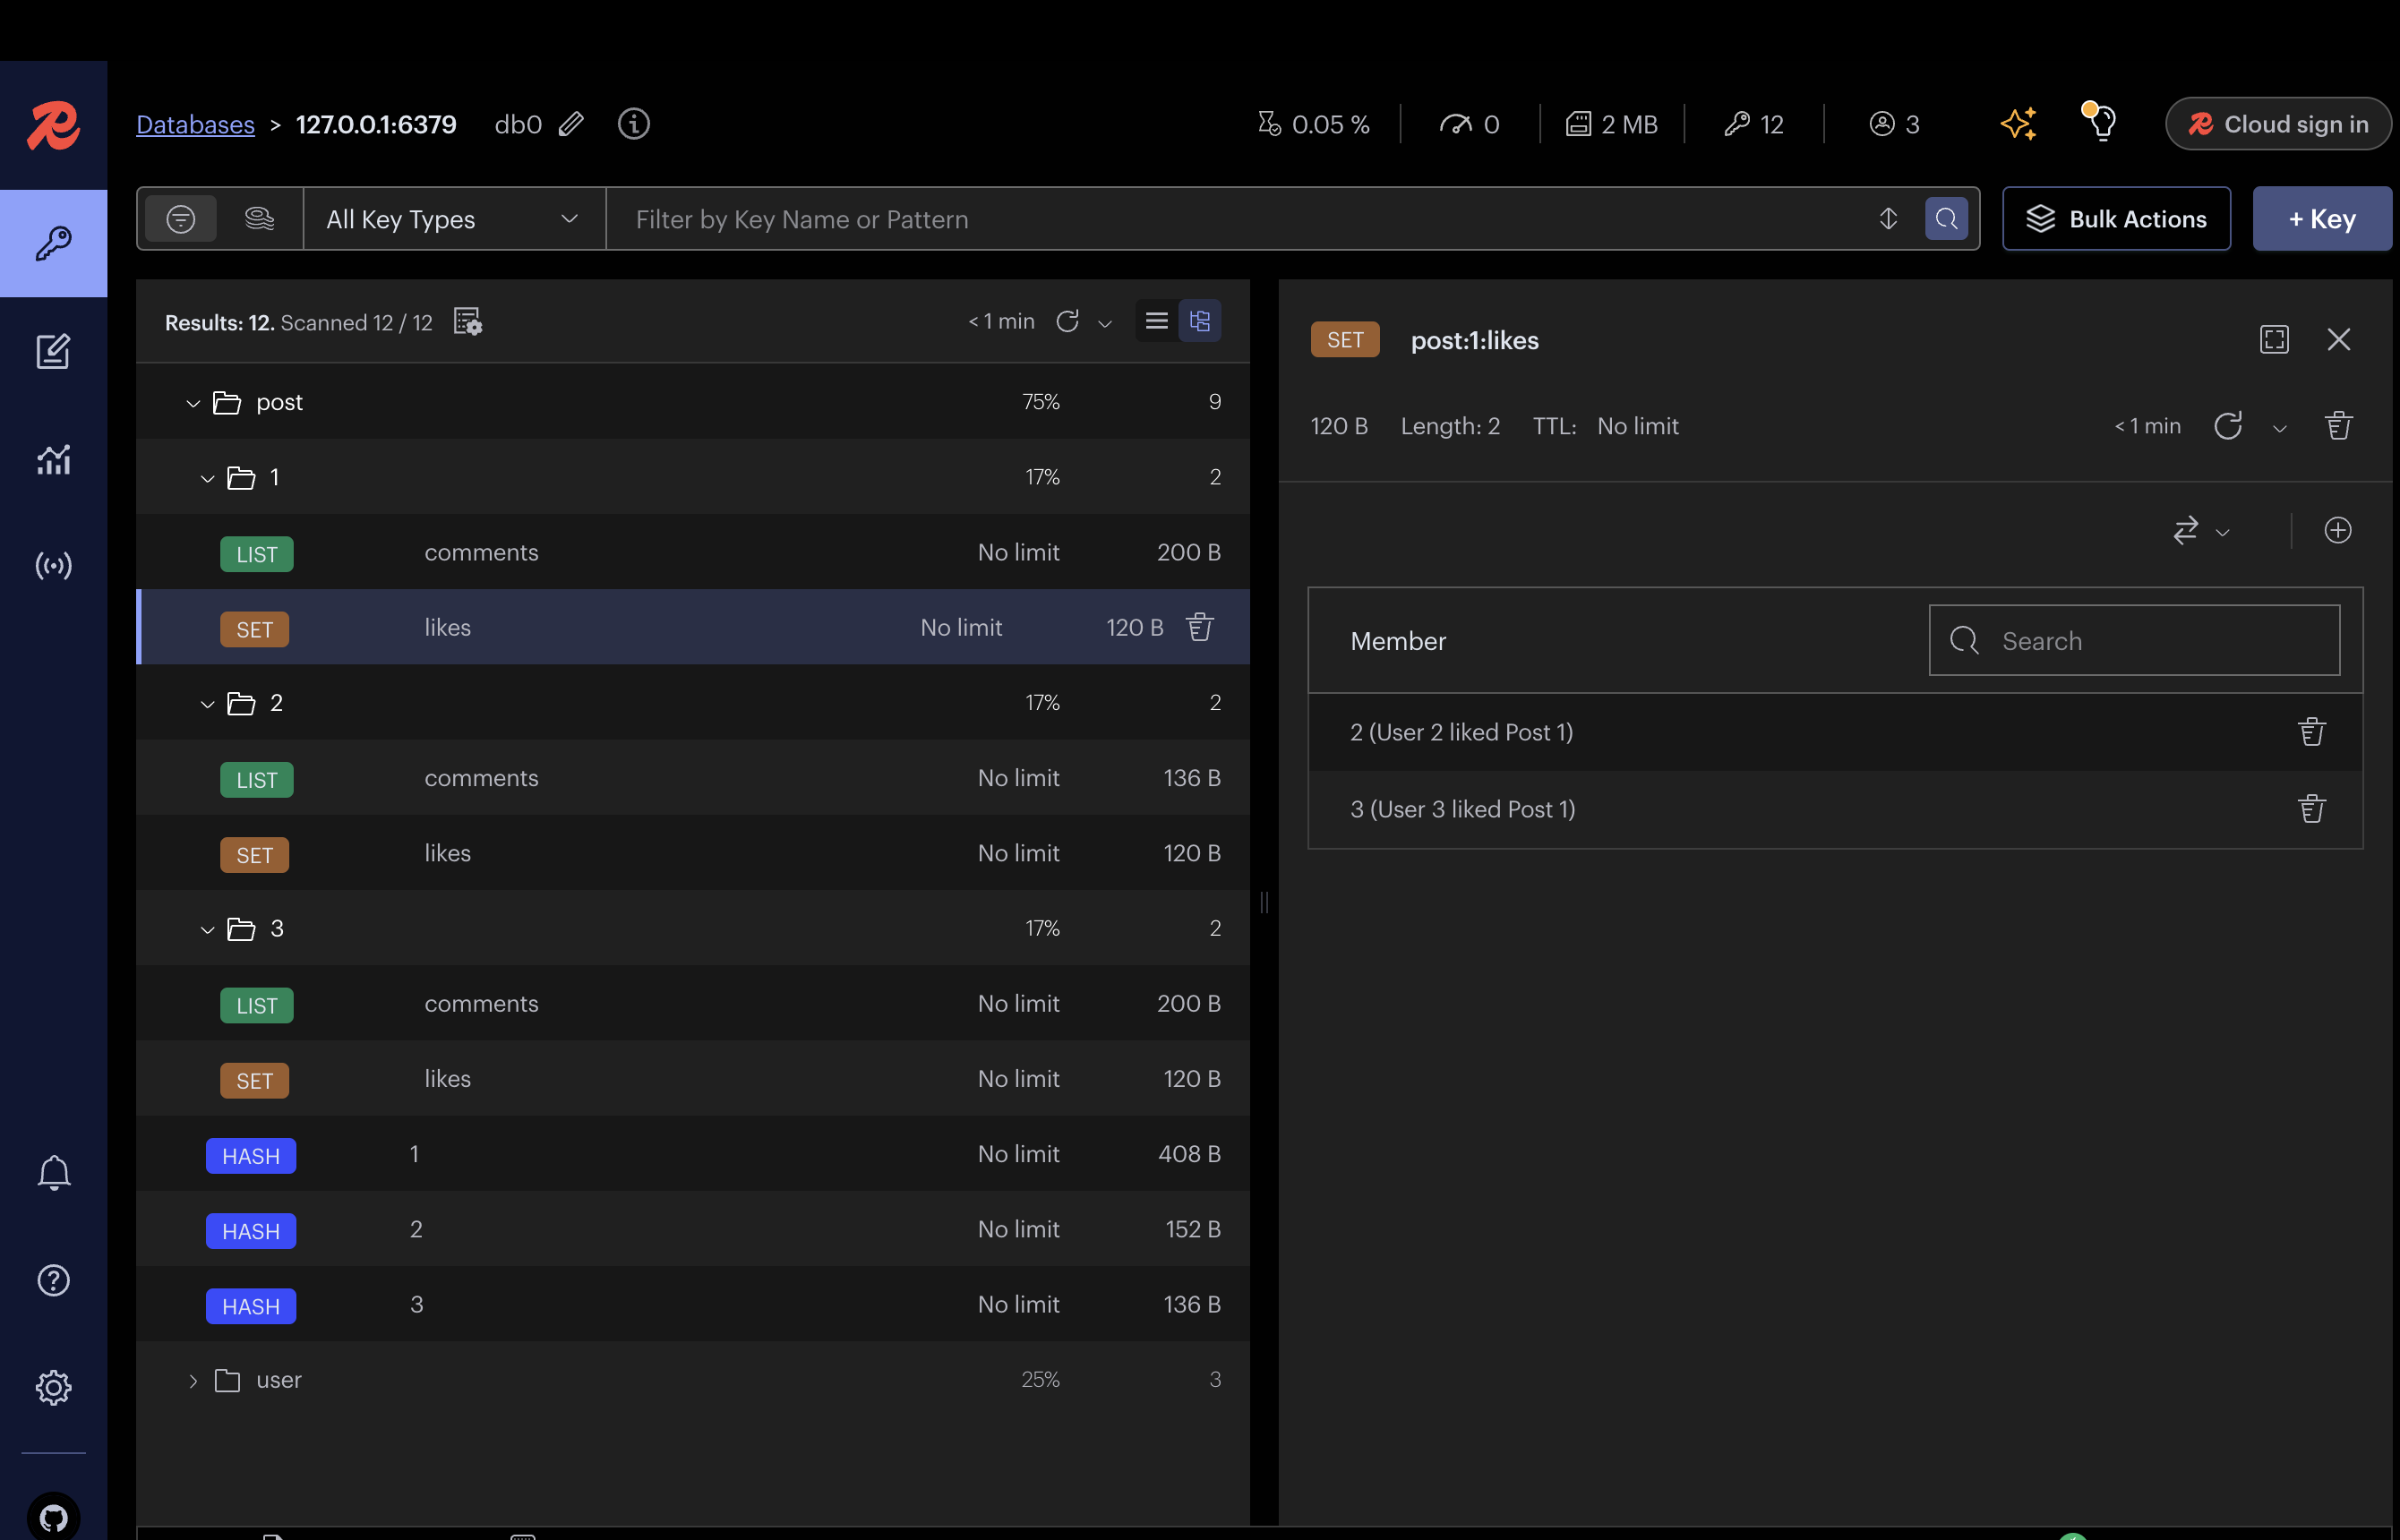 Databases > 127.0.0.1:6379 db0 0.05 % 0 2 MB 12 3 Cloud sign in
All Key Types Filter by Key Name or Pattern Bulk Actions + Key
Results: 12. Scanned 12 / 12 < 1 min
post 75% 9
1 17% 2
LIST comments No limit 200 B
SET likes No limit 120 B
2 17% 2
LIST comments No limit 136 B
SET likes No limit 120 B
3 17% 2
LIST comments No limit 200 B
SET likes No limit 120 B
HASH 1 No limit 408 B
HASH 2 No limit 152 B
HASH 3 No limit 136 B
user 25% 3
SET post:1:likes
120 B Length: 2 TTL: No limit < 1 min
Member Search
2 (User 2 liked Post 1)
3 (User 3 liked Post 1)